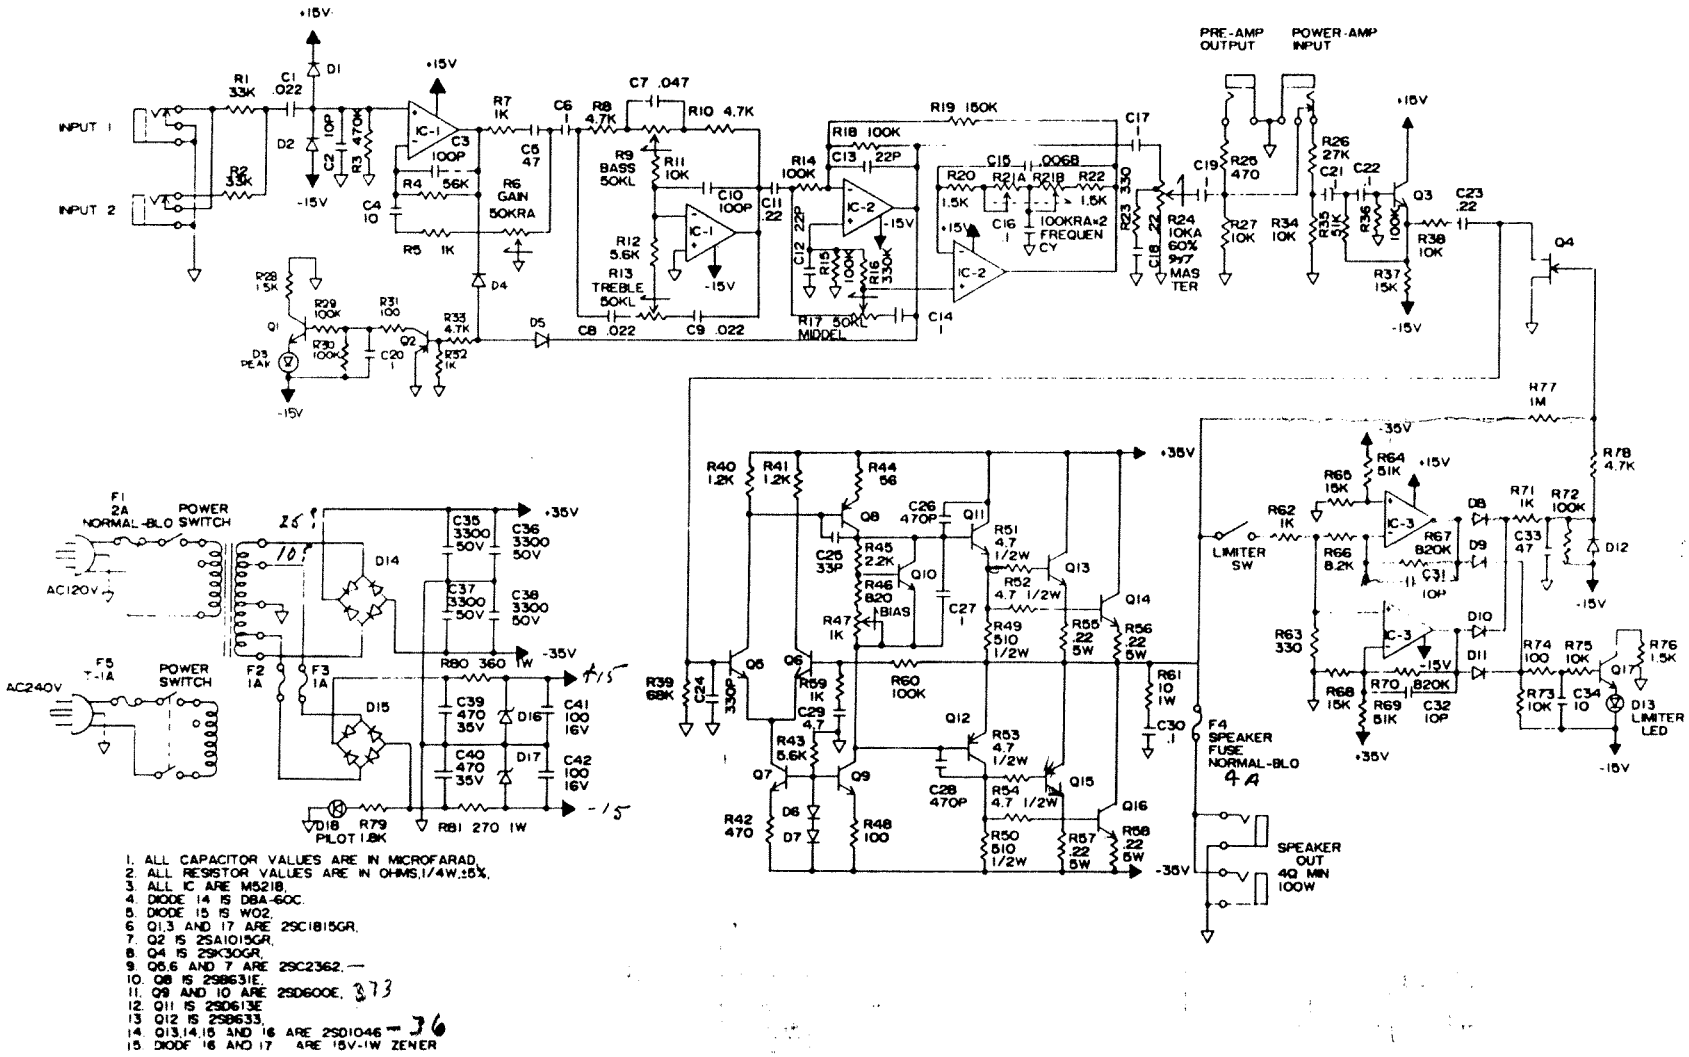 +15V
D1
R1
33K
C1
.022
INPUT 1
D2
10P
C2
470K
R3
+15V
IC-1
C3
100P
R4
56K
C4
10
R5
1K
R7
1K
R6
GAIN
50KRA
C5
47
C6
1
R2
33K
INPUT 2
-15V
C7 .047
R8
4.7K
R10 4.7K
R9
BASS
50KL
R11
10K
C10
100P
IC-1
-15V
R12
5.6K
R13
TREBLE
50KL
C8 .022
C9 .022
C11
.22
R14
100K
R19 150K
R18 100K
C13 22P
IC-2
-15V
22P
C12
R15
100K
R16
330K
R17 50KL
MIDDEL
C14
1
C15 .0068
R20
1.5K
R21A
R21B
R22
1.5K
C16
.1
100KRA×2
FREQUEN
CY
+15V
IC-2
C17
1
330
R23
.22
C18
R24
10KA
60%
タップ
MAS
TER
C19
1
PRE-AMP
OUTPUT
POWER-AMP
INPUT
R25
470
R27
10K
R26
27K
R34
10K
C21
1
C22
.1
R35
51K
R36
100K
+15V
Q3
R38
10K
C23
.22
R37
15K
-15V
Q4
R28
1.5K
Q1
R29
100K
R30
100K
D3
PEAK
-15V
R31
100
C20
1
Q2
R33
4.7K
R32
1K
D4
D5
R77
1M
R78
4.7K
F1
2A
NORMAL-BLO
POWER
SWITCH
AC120V
D14
C35
3300
50V
C36
3300
50V
C37
3300
50V
C38
3300
50V
+35V
-35V
F5
T-1A
AC240V
POWER
SWITCH
F2
1A
F3
1A
R80 360 1W
+15
D15
C39
470
35V
D16
C41
100
16V
C40
470
35V
D17
C42
100
16V
-15
D18
PILOT
R79
1.8K
R81 270 1W
R40
1.2K
R41
1.2K
R44
56
Q8
C26
470P
Q11
C25
33P
R45
2.2K
R46
820
R47
1K
BIAS
Q10
C27
1
R51
4.7
1/2W
Q13
R52
4.7 1/2W
Q14
R49
510
1/2W
R55
.22
5W
R56
.22
5W
+35V
R39
68K
C24
330P
Q5
Q6
R59
1K
C29
4.7
R60
100K
R61
10
1W
C30
.1
Q7
R43
5.6K
Q9
R42
470
D6
D7
R48
100
Q12
C28
470P
R53
4.7
1/2W
Q15
R54
4.7 1/2W
Q16
R50
510
1/2W
R57
.22
5W
R58
.22
5W
-35V
F4
SPEAKER
FUSE
NORMAL-BLO
4A
SPEAKER
OUT
4Ω MIN
100W
LIMITER
SW
R62
1K
R63
330
-35V
R64
51K
R65
15K
+15V
IC-3
R66
8.2K
R67
820K
C31
10P
IC-3
-15V
R70 820K
C32
10P
R68
15K
R69
51K
+35V
D8
D9
D10
D11
R71
1K
R72
100K
C33
47
D12
-15V
R74
100
R75
10K
R73
10K
C34
10
Q17
R76
1.5K
D13
LIMITER
LED
-15V
1. ALL CAPACITOR VALUES ARE IN MICROFARAD,
2. ALL RESISTOR VALUES ARE IN OHMS,1/4W,±5%,
3. ALL IC ARE M5218,
4. DIODE 14 IS DBA-60C.
5. DIODE 15 IS WO2,
6 Q1,3 AND 17 ARE 2SC1815GR,
7. Q2 IS 2SA1015GR,
8. Q4 IS 2SK30GR,
9. Q5,6 AND 7 ARE 2SC2362, —
10. Q8 IS 2SB631E,
11. Q9 AND 10 ARE 2SD600E, 373
12. Q11 IS 2SD613E
13 Q12 IS 2SB633,
14. Q13,14,15 AND 16 ARE 2SD1046 - 36
15. DIODE 16 AND 17 ARE 15V-1W ZENER